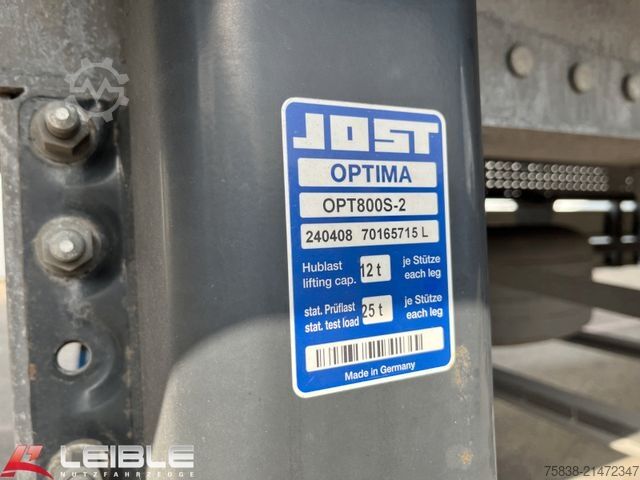 JOST
OPTIMA
OPT800S-2
240408 70165715 L
Hublast 12 t je Stütze
lifting cap. each leg
stat. Prüflast 25 t je Stütze
stat. test load each leg
Made in Germany
LEIBLE
NUTZFAHRZEUGE
75838-21472347